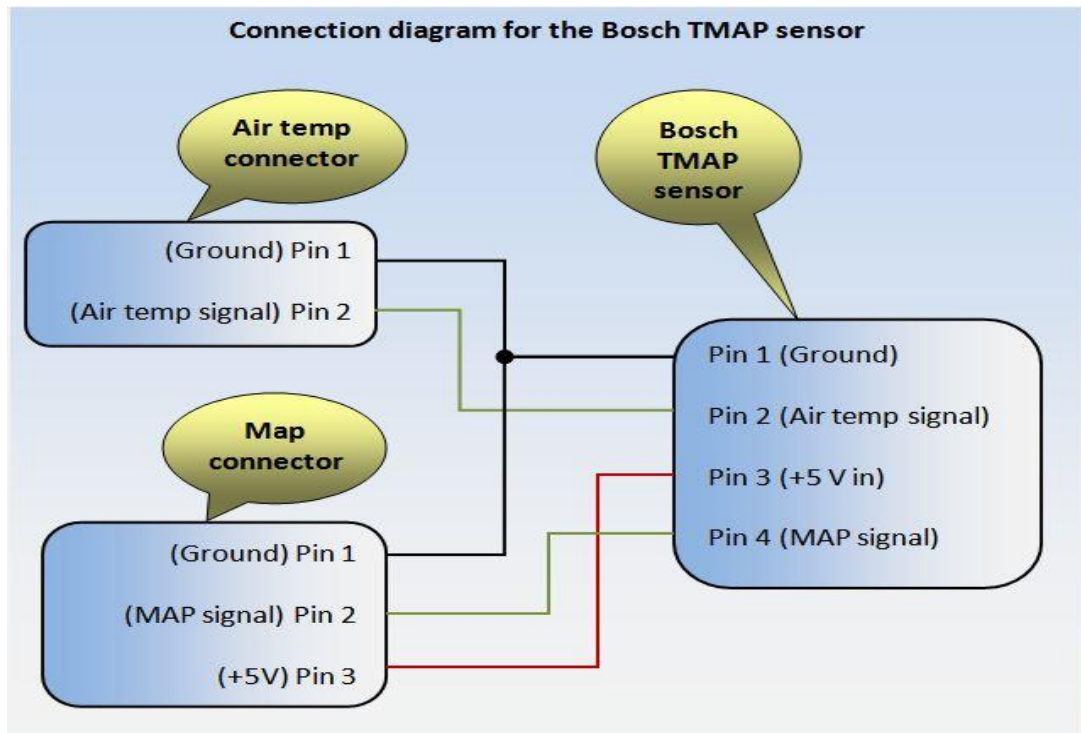 Connection diagram for the Bosch TMAP sensor
Air temp
connector
(Ground) Pin 1
(Air temp signal) Pin 2
Bosch
TMAP
sensor
Pin 1 (Ground)
Pin 2 (Air temp signal)
Pin 3 (+5 V in)
Pin 4 (MAP signal)
Map
connector
(Ground) Pin 1
(MAP signal) Pin 2
(+5V) Pin 3